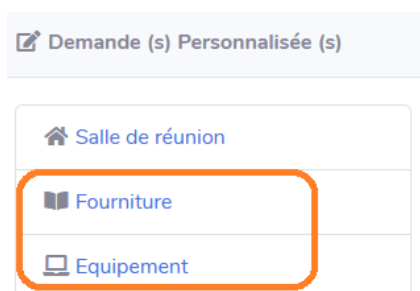 Demande (s) Personnalisée (s)
Salle de réunion
Fourniture
Equipement